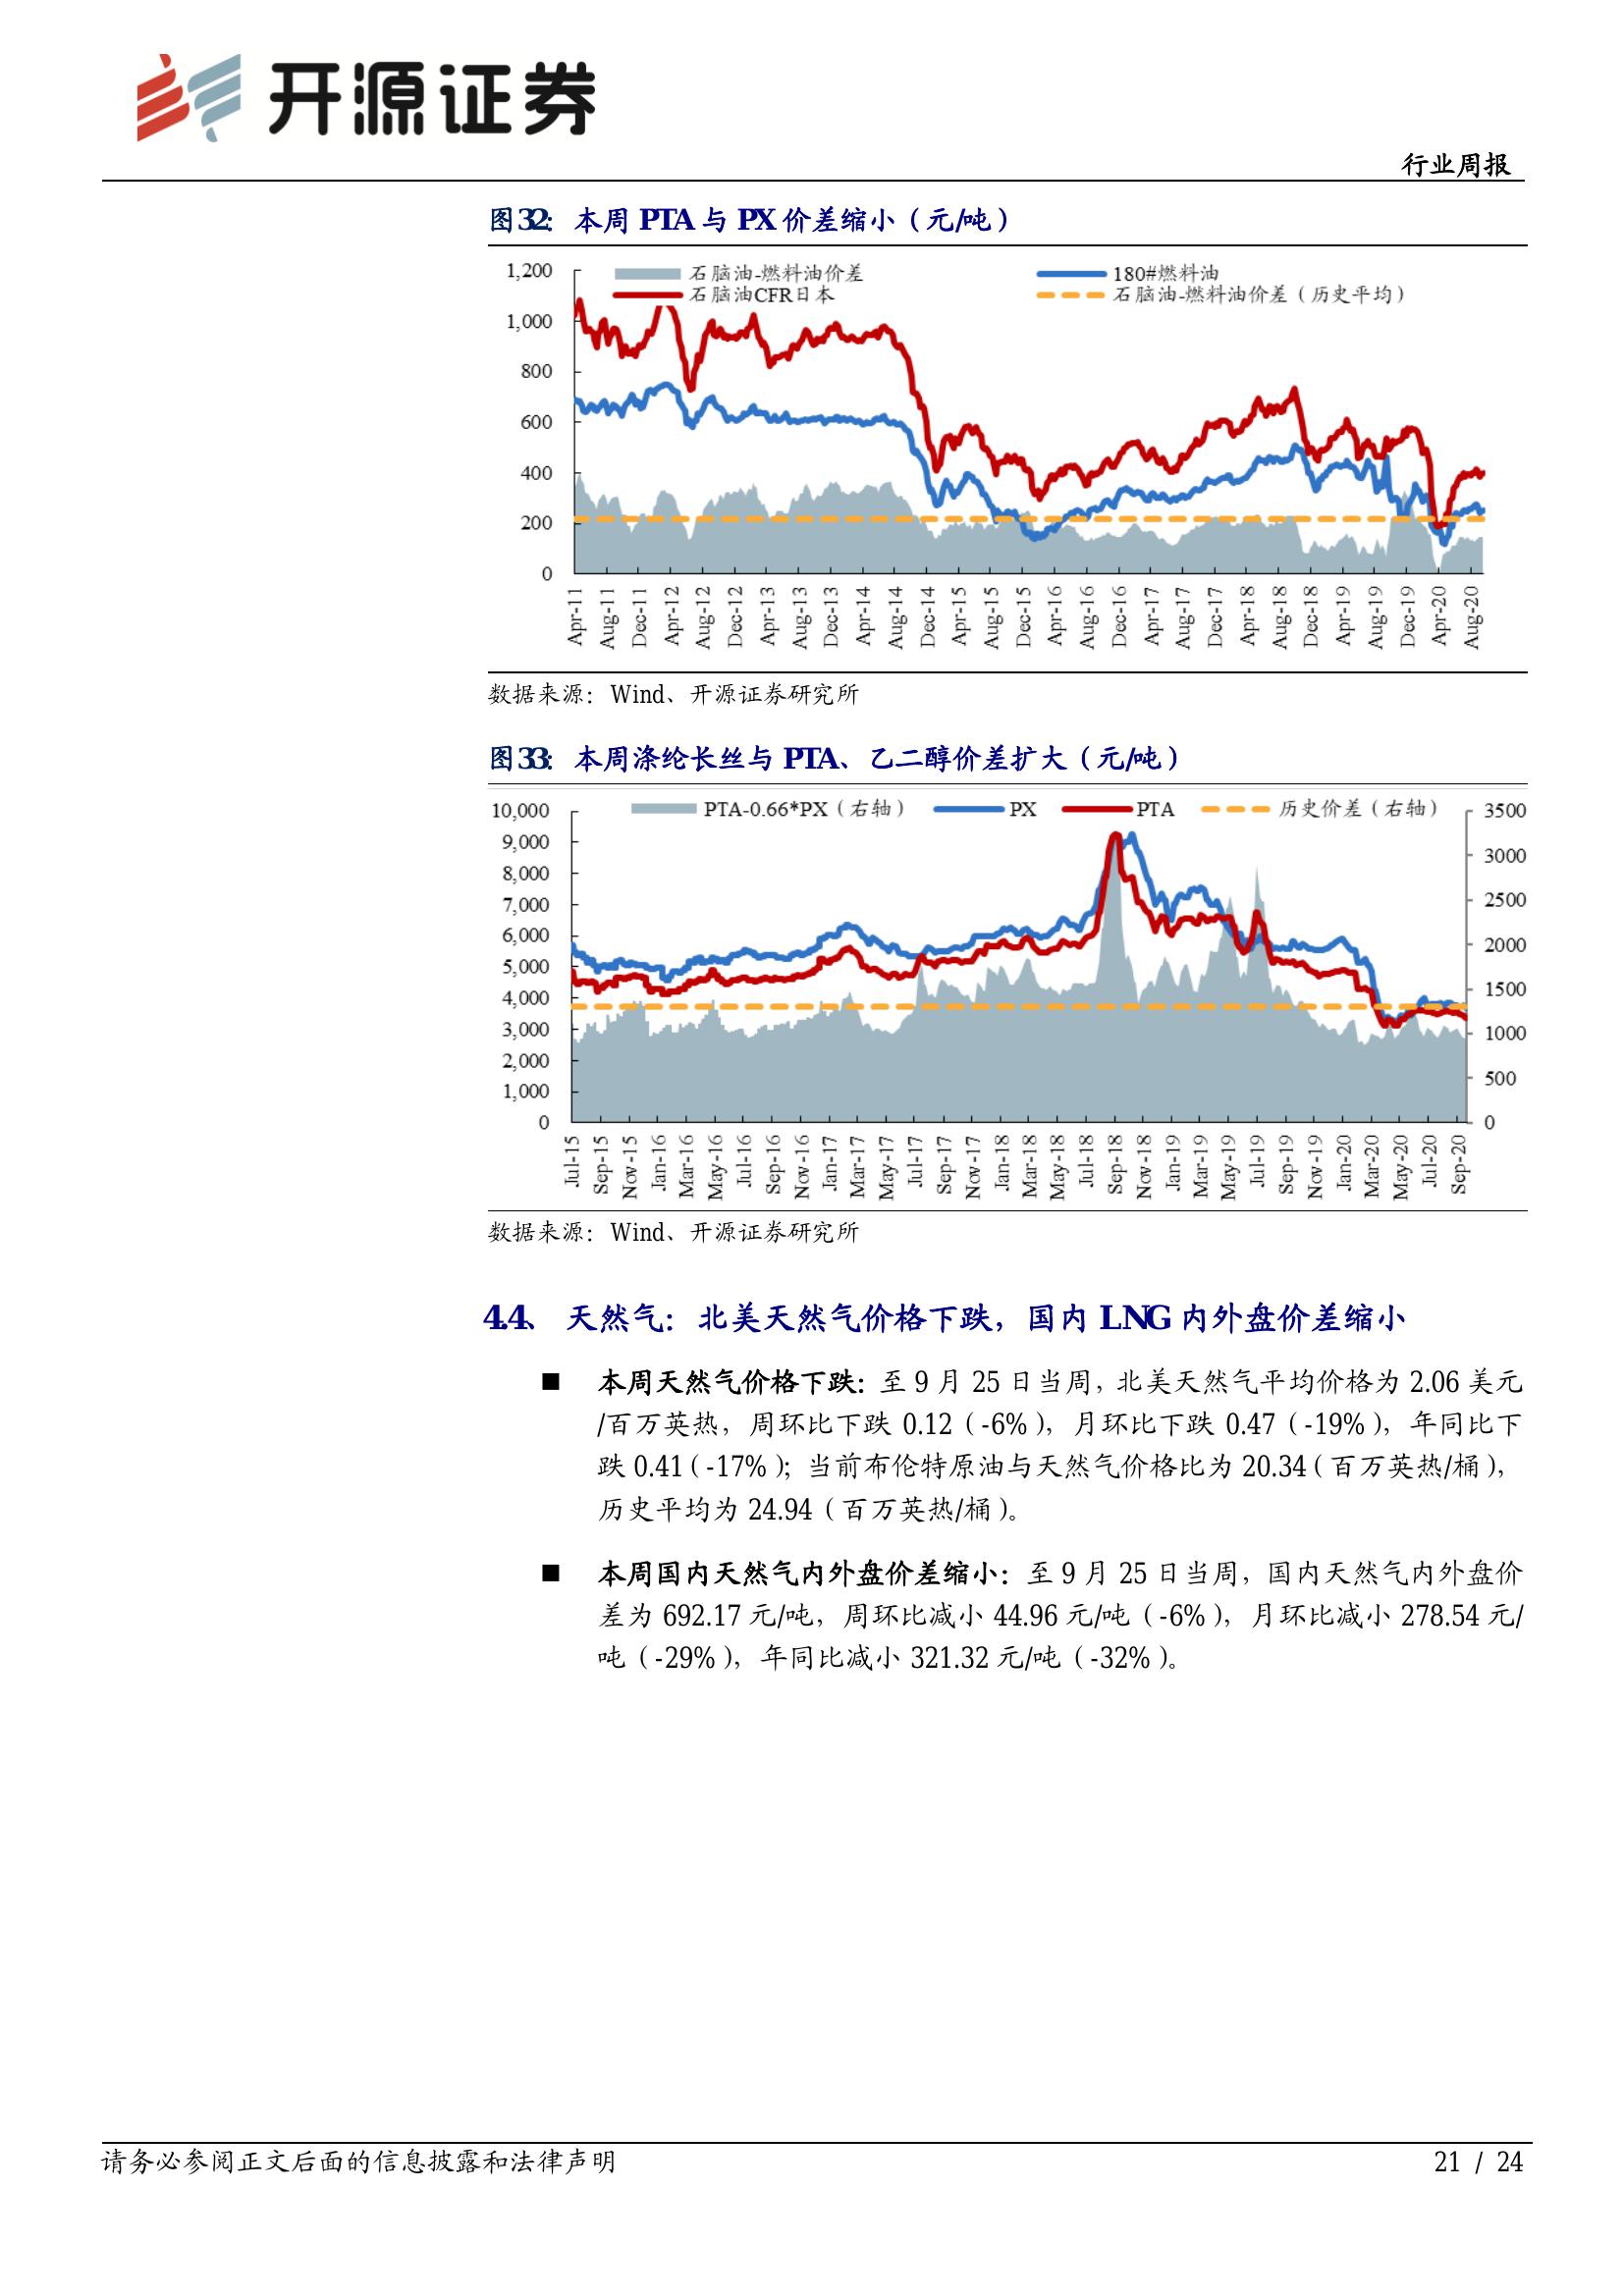 开源证券
行业周报
图32：本周 PTA 与 PX 价差缩小（元/吨）
石脑油-燃料油价差
180#燃料油
石脑油CFR日本
石脑油-燃料油价差（历史平均）
1,200
1,000
800
600
400
200
0
Apr-11 Aug-11 Dec-11 Apr-12 Aug-12 Dec-12 Apr-13 Aug-13 Dec-13 Apr-14 Aug-14 Dec-14 Apr-15 Aug-15 Dec-15 Apr-16 Aug-16 Dec-16 Apr-17 Aug-17 Dec-17 Apr-18 Aug-18 Dec-18 Apr-19 Aug-19 Dec-19 Apr-20 Aug-20
数据来源：Wind、开源证券研究所
图33：本周涤纶长丝与 PTA、乙二醇价差扩大（元/吨）
PTA-0.66*PX（右轴） PX PTA 历史价差（右轴）
10,000
9,000
8,000
7,000
6,000
5,000
4,000
3,000
2,000
1,000
0
3500
3000
2500
2000
1500
1000
500
0
Jul-15 Sep-15 Nov-15 Jan-16 Mar-16 May-16 Jul-16 Sep-16 Nov-16 Jan-17 Mar-17 May-17 Jul-17 Sep-17 Nov-17 Jan-18 Mar-18 May-18 Jul-18 Sep-18 Nov-18 Jan-19 Mar-19 May-19 Jul-19 Sep-19 Nov-19 Jan-20 Mar-20 May-20 Jul-20 Sep-20
数据来源：Wind、开源证券研究所
4.4、 天然气：北美天然气价格下跌，国内 LNG 内外盘价差缩小
■ 本周天然气价格下跌：至 9 月 25 日当周，北美天然气平均价格为 2.06 美元
/百万英热，周环比下跌 0.12（-6%），月环比下跌 0.47（-19%），年同比下
跌 0.41（-17%）；当前布伦特原油与天然气价格比为 20.34（百万英热/桶），
历史平均为 24.94（百万英热/桶）。
■ 本周国内天然气内外盘价差缩小：至 9 月 25 日当周，国内天然气内外盘价
差为 692.17 元/吨，周环比减小 44.96 元/吨（-6%），月环比减小 278.54 元/
吨（-29%），年同比减小 321.32 元/吨（-32%）。
请务必参阅正文后面的信息披露和法律声明
21 / 24